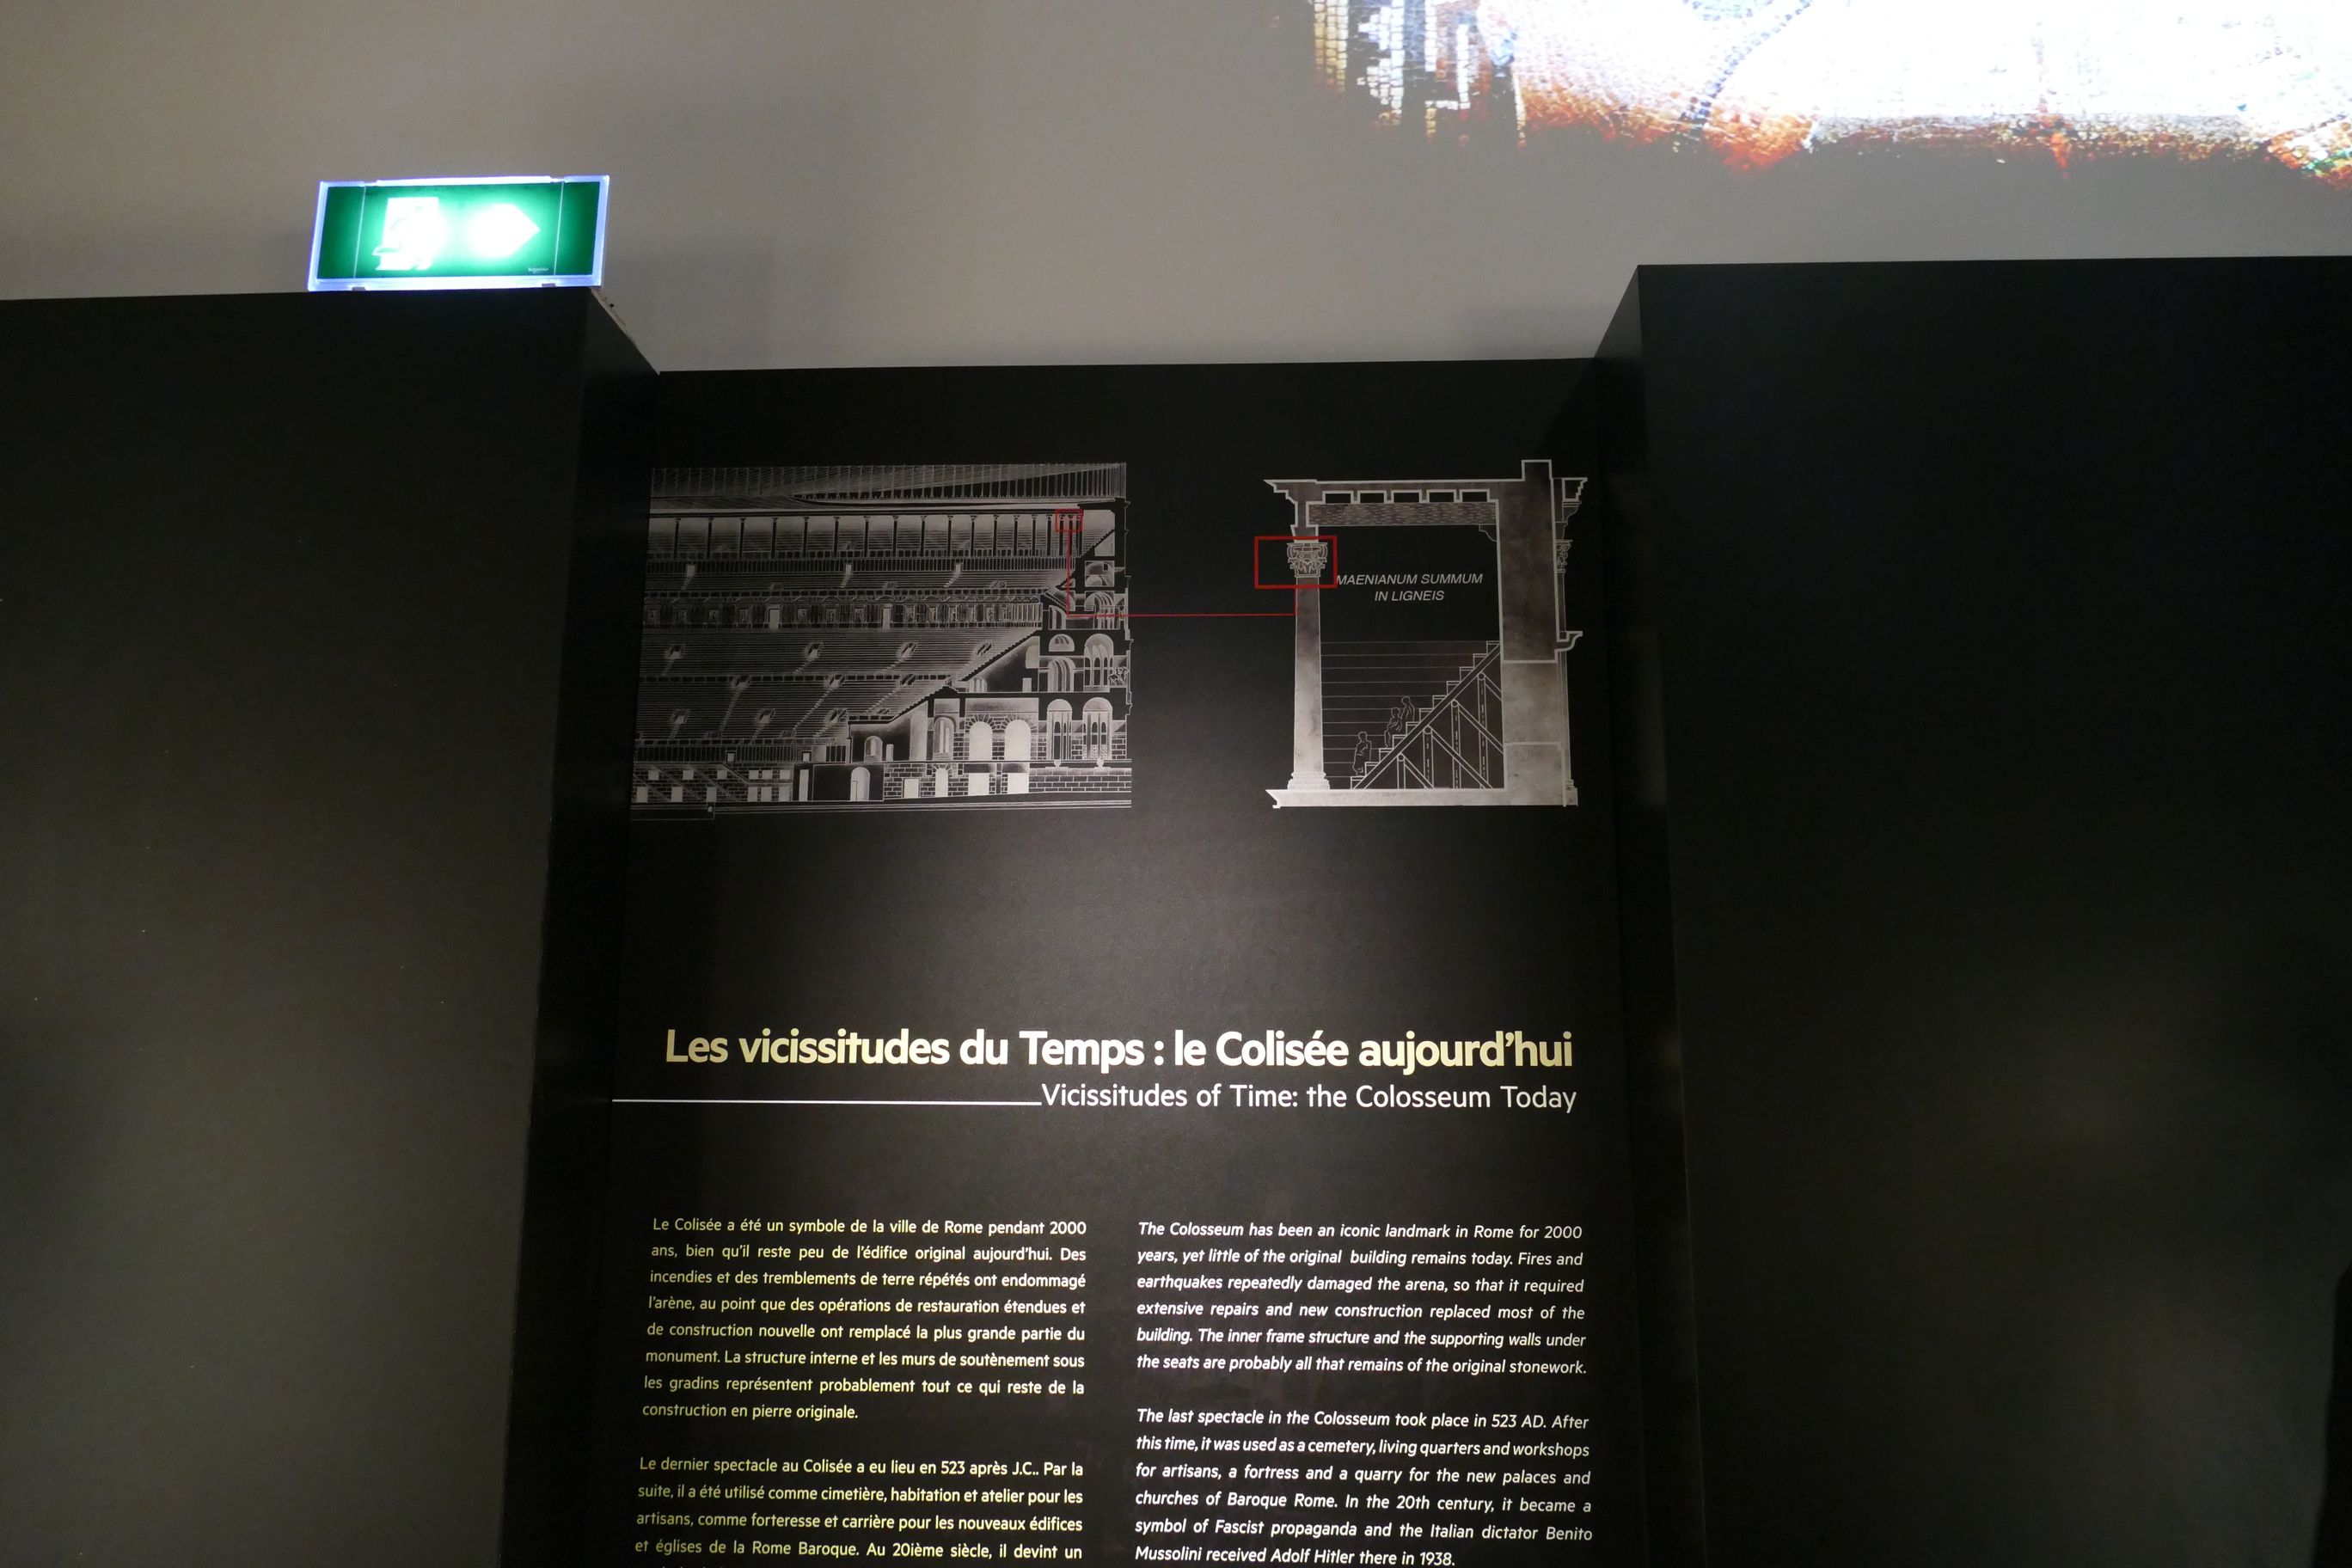 MAENIANUM SUMMUM
IN LIGNEIS
Les vicissitudes du Temps : le Colisée aujourd'hui
Vicissitudes of Time: the Colosseum Today
Le Colisée a été un symbole de la ville de Rome pendant 2000
ans, bien qu'il reste peu de l'édifice original aujourd'hui. Des
incendies et des tremblements de terre répétés ont endommagé
l'arène, au point que des opérations de restauration étendues et
de construction nouvelle ont remplacé la plus grande partie du
monument. La structure interne et les murs de soutènement sous
les gradins représentent probablement tout ce qui reste de la
construction en pierre originale.
Le dernier spectacle au Colisée a eu lieu en 523 après J.C.. Par la
suite, il a été utilisé comme cimetière, habitation et atelier pour les
artisans, comme forteresse et carrière pour les nouveaux édifices
et églises de la Rome Baroque. Au 20ième siècle, il devint un
The Colosseum has been an iconic landmark in Rome for 2000
years, yet little of the original building remains today. Fires and
earthquakes repeatedly damaged the arena, so that it required
extensive repairs and new construction replaced most of the
building. The inner frame structure and the supporting walls under
the seats are probably all that remains of the original stonework.
The last spectacle in the Colosseum took place in 523 AD. After
this time, it was used as a cemetery, living quarters and workshops
for artisans, a fortress and a quarry for the new palaces and
churches of Baroque Rome. In the 20th century, it became a
symbol of Fascist propaganda and the Italian dictator Benito
Mussolini received Adolf Hitler there in 1938.